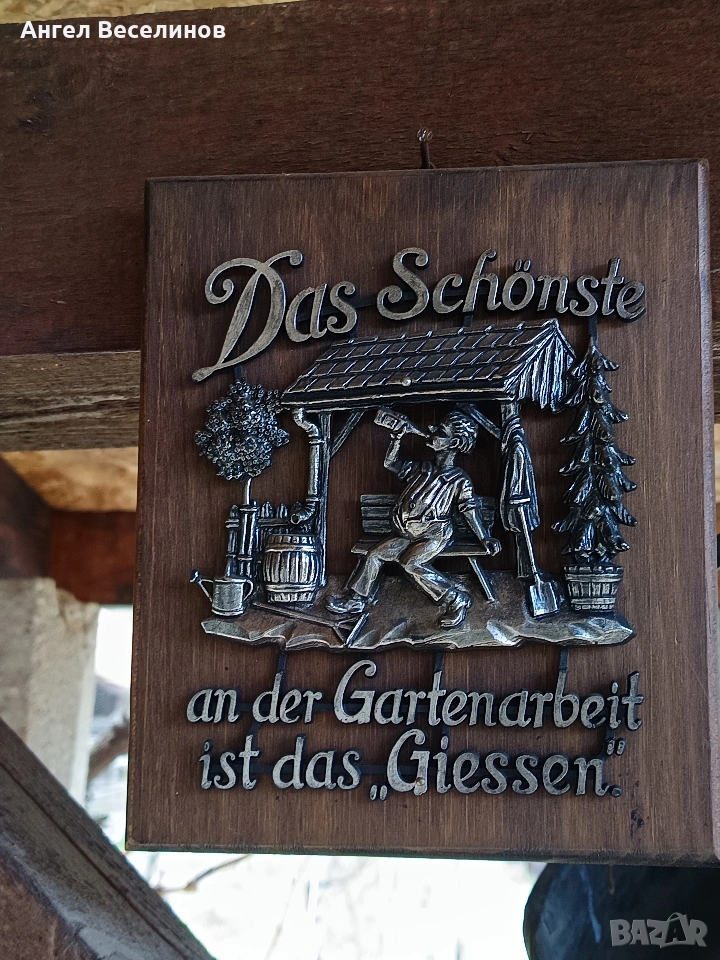 Ангел Веселинов
Das Schönste
an der Gartenarbeit
ist das „Giessen".
BAZAR